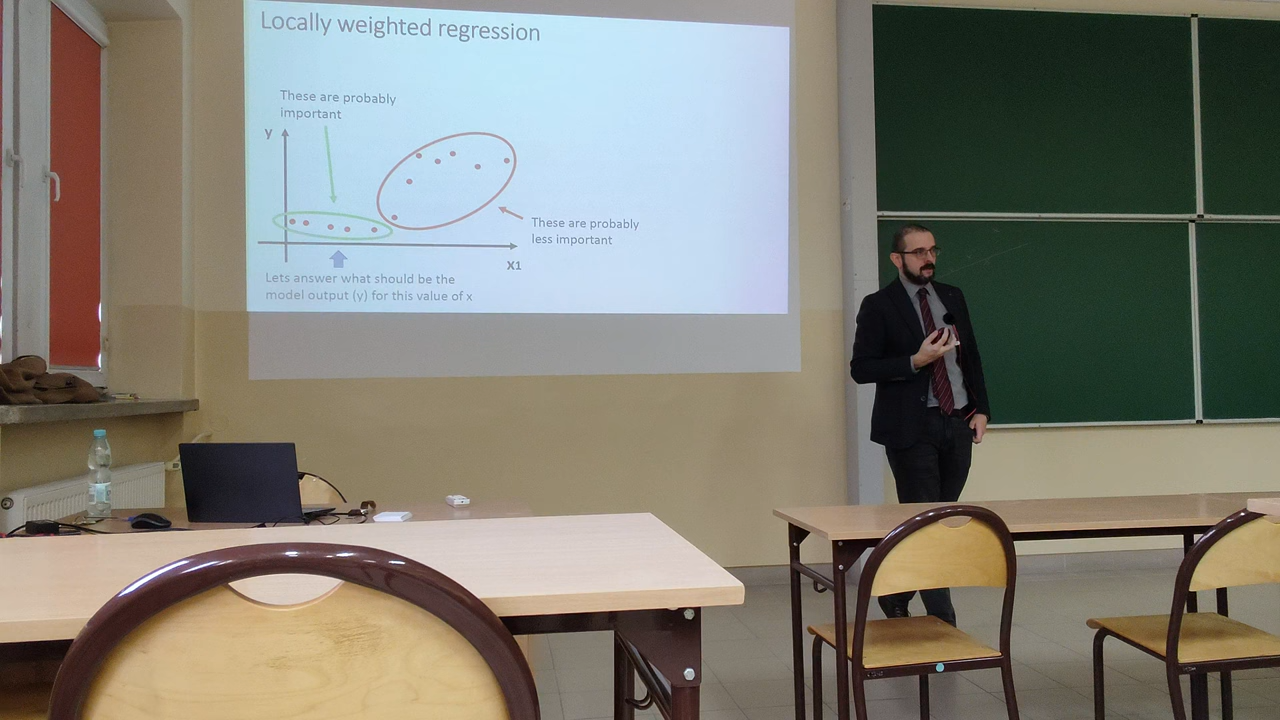 Locally weighted regression
These are probably
important
y
These are probably
less important
X1
Lets answer what should be the
model output (y) for this value of x